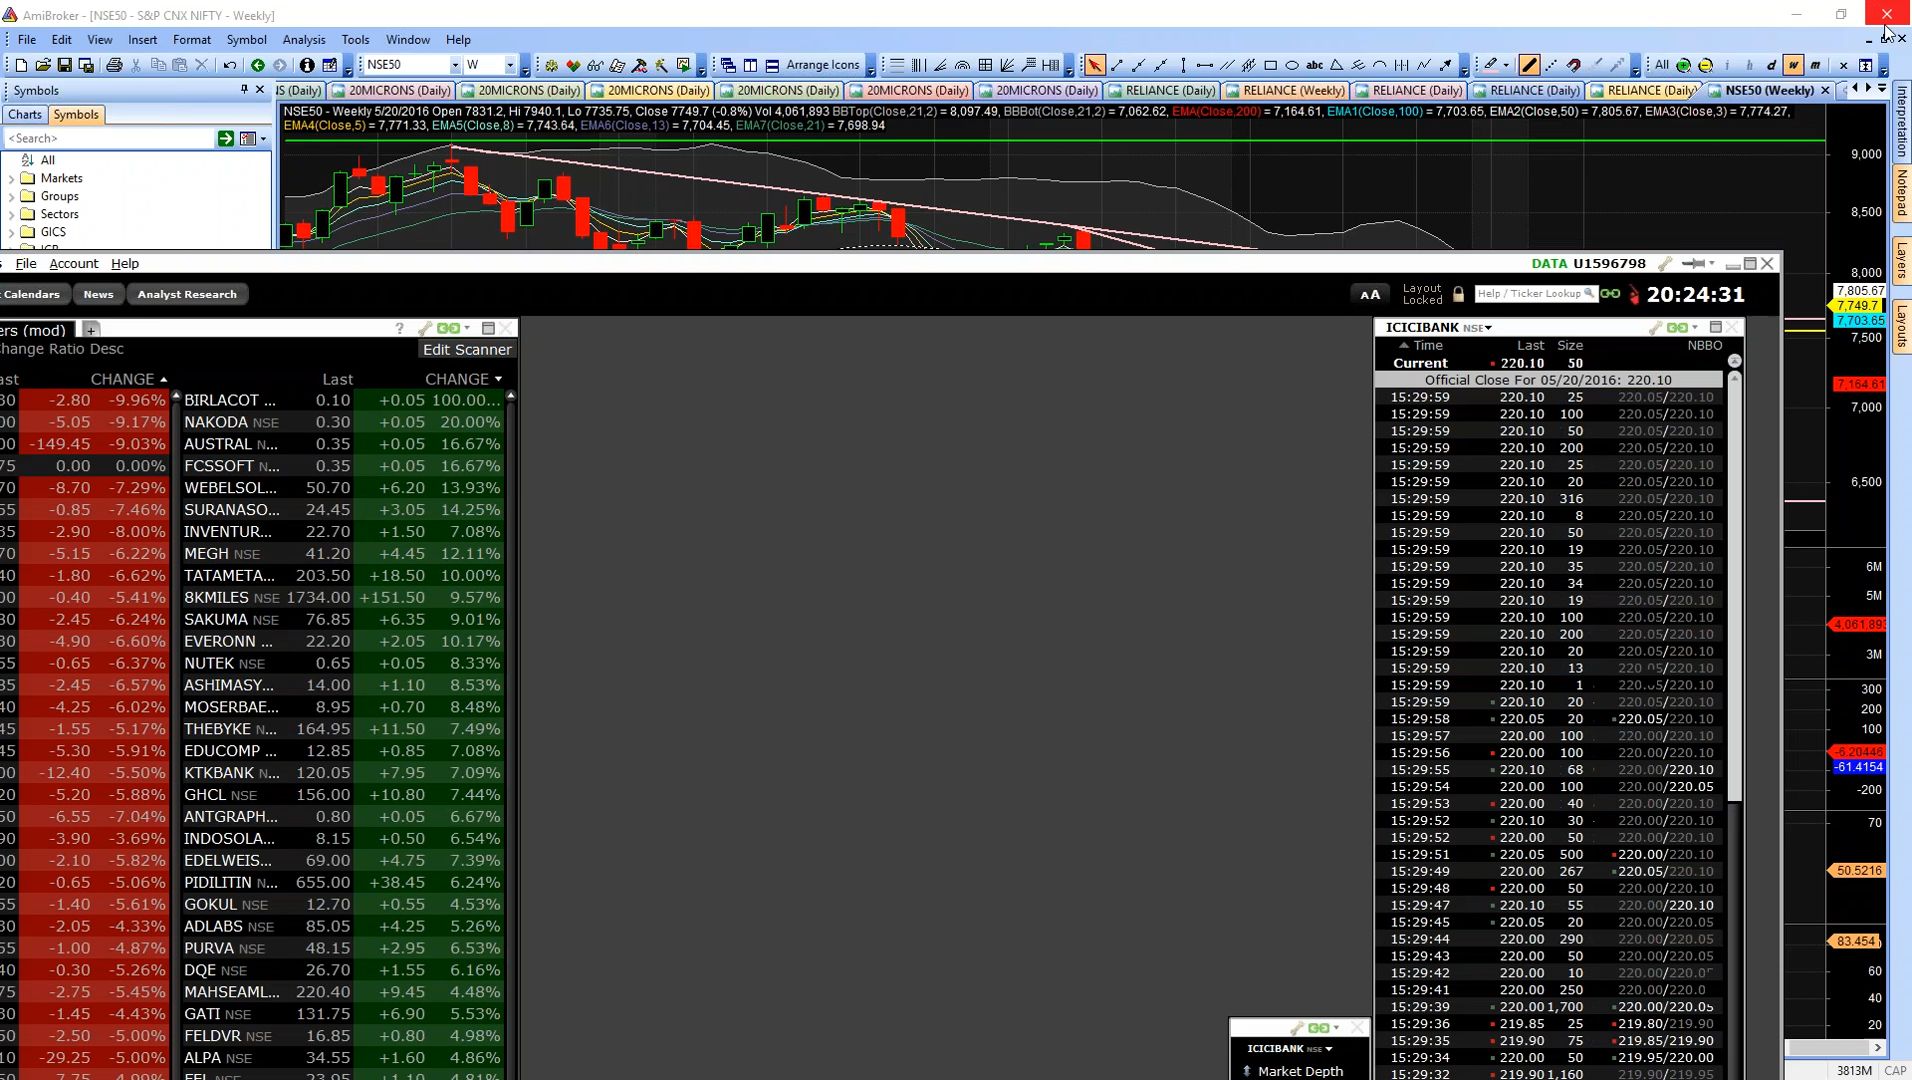 AmiBroker - [NSE50 - S&P CNX NIFTY - Weekly]
File Edit View Insert Format Symbol Analysis Tools Window Help
NSE50 W Arrange Icons abc All i h d w m x
Symbols
IS (Daily) 20MICRONS (Daily) 20MICRONS (Daily) 20MICRONS (Daily) 20MICRONS (Daily) 20MICRONS (Daily) 20MICRONS (Daily) RELIANCE (Daily) RELIANCE (Weekly) RELIANCE (Daily) RELIANCE (Daily) RELIANCE (Daily) NSE50 (Weekly)
Charts Symbols
<Search>
All
Markets
Groups
Sectors
GICS
NSE50 - Weekly 5/20/2016 Open 7831.2, Hi 7940.1, Lo 7735.75, Close 7749.7 (-0.8%) Vol 4,061,893 BBTop(Close,21,2) = 8,097.49, BBBot(Close,21,2) = 7,062.62, EMA(Close,200) = 7,164.61, EMA1(Close,100) = 7,703.65, EMA2(Close,50) = 7,805.67, EMA3(Close,3) = 7,774.27,
EMA4(Close,5) = 7,771.33, EMA5(Close,8) = 7,743.64, EMA6(Close,13) = 7,704.45, EMA7(Close,21) = 7,698.94
9,000
8,500
8,000
7,805.67
7,749.7
7,703.65
7,500
7,164.61
7,000
6,500
6M
5M
4,061,893
3M
300
200
100
-6.20446
-61.4154
-200
70
50.5216
83.454
60
40
20
3813M CAP
Interpretation
Notepad
Layers
Layouts
File Account Help
DATA U1596798
Calendars News Analyst Research
AA Layout Locked Help / Ticker Lookup 20:24:31
ers (mod) +
Change Ratio Desc
Edit Scanner
ast CHANGE Last CHANGE
30 -2.80 -9.96% BIRLACOT ... 0.10 +0.05 100.00...
00 -5.05 -9.17% NAKODA NSE 0.30 +0.05 20.00%
00 -149.45 -9.03% AUSTRAL N... 0.35 +0.05 16.67%
75 0.00 0.00% FCSSOFT N... 0.35 +0.05 16.67%
70 -8.70 -7.29% WEBELSOL... 50.70 +6.20 13.93%
55 -0.85 -7.46% SURANASO... 24.45 +3.05 14.25%
35 -2.90 -8.00% INVENTUR... 22.70 +1.50 7.08%
70 -5.15 -6.22% MEGH NSE 41.20 +4.45 12.11%
40 -1.80 -6.62% TATAMETA... 203.50 +18.50 10.00%
00 -0.40 -5.41% 8KMILES NSE 1734.00 +151.50 9.57%
30 -2.45 -6.24% SAKUMA NSE 76.85 +6.35 9.01%
30 -4.90 -6.60% EVERONN ... 22.20 +2.05 10.17%
55 -0.65 -6.37% NUTEK NSE 0.65 +0.05 8.33%
35 -2.45 -6.57% ASHIMASY... 14.00 +1.10 8.53%
40 -4.25 -6.02% MOSERBAE... 8.95 +0.70 8.48%
45 -1.55 -5.17% THEBYKE N... 164.95 +11.50 7.49%
30 -5.30 -5.91% EDUCOMP ... 12.85 +0.85 7.08%
00 -12.40 -5.50% KTKBANK N... 120.05 +7.95 7.09%
20 -5.20 -5.88% GHCL NSE 156.00 +10.80 7.44%
50 -6.55 -7.04% ANTGRAPH... 0.80 +0.05 6.67%
90 -3.90 -3.69% INDOSOLA... 8.15 +0.50 6.54%
00 -2.10 -5.82% EDELWEIS... 69.00 +4.75 7.39%
20 -0.65 -5.06% PIDILITIN N... 655.00 +38.45 6.24%
55 -1.40 -5.61% GOKUL NSE 12.70 +0.55 4.53%
30 -2.05 -4.33% ADLABS NSE 85.05 +4.25 5.26%
55 -1.00 -4.87% PURVA NSE 48.15 +2.95 6.53%
40 -0.30 -5.26% DQE NSE 26.70 +1.55 6.16%
75 -2.75 -5.45% MAHSEAML... 220.40 +9.45 4.48%
30 -1.45 -4.43% GATI NSE 131.75 +6.90 5.53%
50 -2.50 -5.00% FELDVR NSE 16.85 +0.80 4.98%
10 -29.25 -5.00% ALPA NSE 34.55 +1.60 4.86%
ICICIBANK NSE
Time Last Size NBBO
Current 220.10 50
Official Close For 05/20/2016: 220.10
15:29:59 220.10 25 220.05/220.10
15:29:59 220.10 100 220.05/220.10
15:29:59 220.10 50 220.05/220.10
15:29:59 220.10 200 220.05/220.10
15:29:59 220.10 25 220.05/220.10
15:29:59 220.10 20 220.05/220.10
15:29:59 220.10 316 220.05/220.10
15:29:59 220.10 8 220.05/220.10
15:29:59 220.10 50 220.05/220.10
15:29:59 220.10 19 220.05/220.10
15:29:59 220.10 35 220.05/220.10
15:29:59 220.10 34 220.05/220.10
15:29:59 220.10 19 220.05/220.10
15:29:59 220.10 100 220.05/220.10
15:29:59 220.10 200 220.05/220.10
15:29:59 220.10 20 220.05/220.10
15:29:59 220.10 13 220.05/220.10
15:29:59 220.10 1 220.05/220.10
15:29:59 220.10 20 220.05/220.10
15:29:58 220.05 20 220.05/220.10
15:29:57 220.00 100 220.00/220.10
15:29:56 220.00 100 220.00/220.10
15:29:55 220.10 68 220.00/220.10
15:29:54 220.00 100 220.00/220.05
15:29:53 220.00 40 220.00/220.10
15:29:52 220.10 30 220.00/220.10
15:29:52 220.00 50 220.00/220.10
15:29:51 220.05 500 220.00/220.10
15:29:49 220.00 267 220.05/220.10
15:29:48 220.00 50 220.00/220.10
15:29:47 220.10 55 220.00/220.10
15:29:45 220.05 20 220.00/220.05
15:29:44 220.00 290 220.00/220.05
15:29:43 220.00 50 220.00/220.05
15:29:42 220.00 10 220.00/220.05
15:29:41 220.00 250 220.00/220.0
15:29:39 220.00 1,700 220.00/220.05
15:29:36 219.85 25 219.80/219.90
15:29:35 219.90 75 219.85/219.90
15:29:34 220.00 50 219.95/220.00
15:29:32 219.90 1,160 219.90/219.95
ICICIBANK NSE
Market Depth